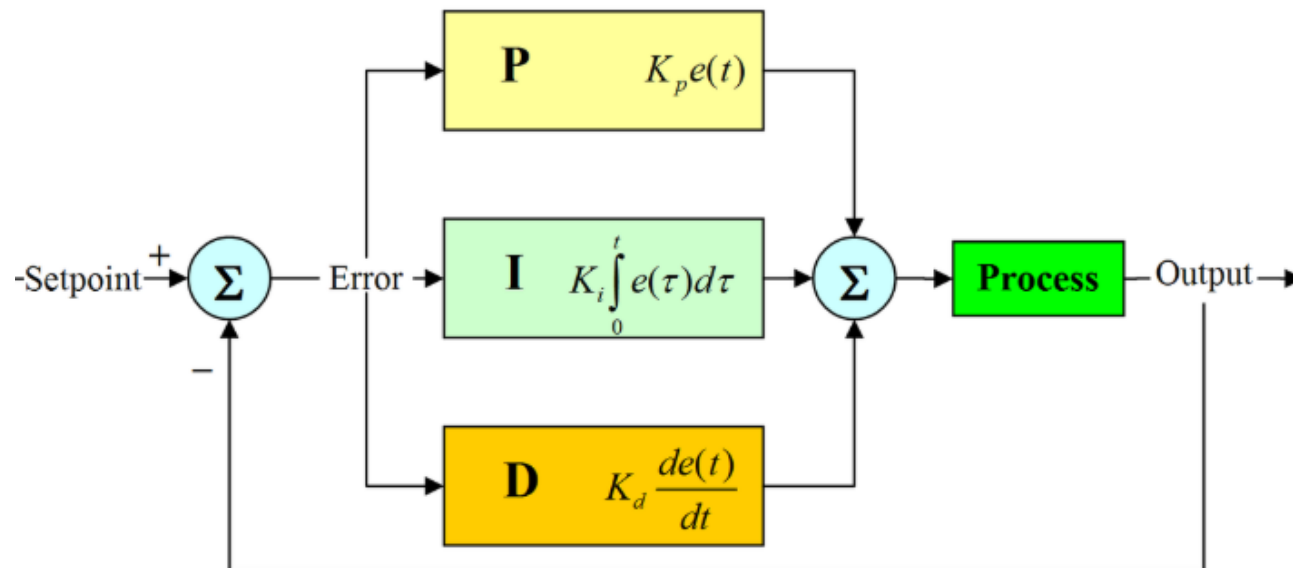 P K_p e(t)
+
-Setpoint
Σ
Error
I K_i ∫_0^t e(τ)dτ
Σ
Process
Output
−
D K_d de(t)/dt